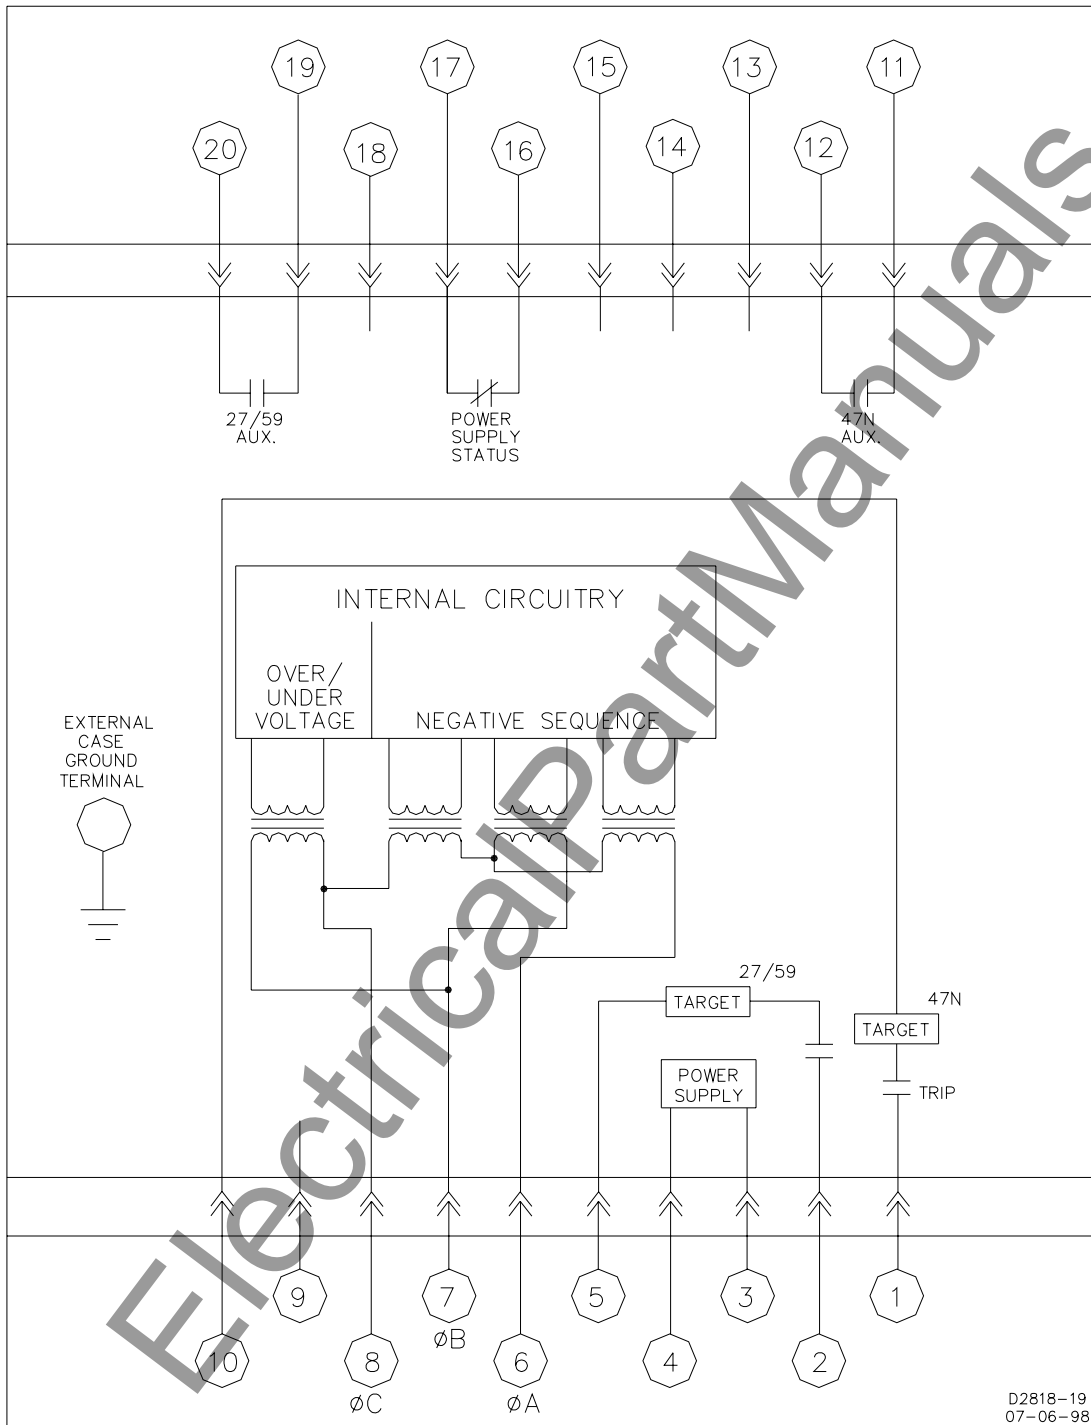 19
17
15
13
11
20
18
16
14
12
27/59
AUX.
POWER
SUPPLY
STATUS
47N
AUX.
INTERNAL CIRCUITRY
OVER/
UNDER
VOLTAGE
NEGATIVE SEQUENCE
EXTERNAL
CASE
GROUND
TERMINAL
27/59
TARGET
47N
TARGET
POWER
SUPPLY
TRIP
9
7
5
3
1
øB
10
8
6
4
2
øC
øA
D2818-19
07-06-98
ElectricalPartManuals